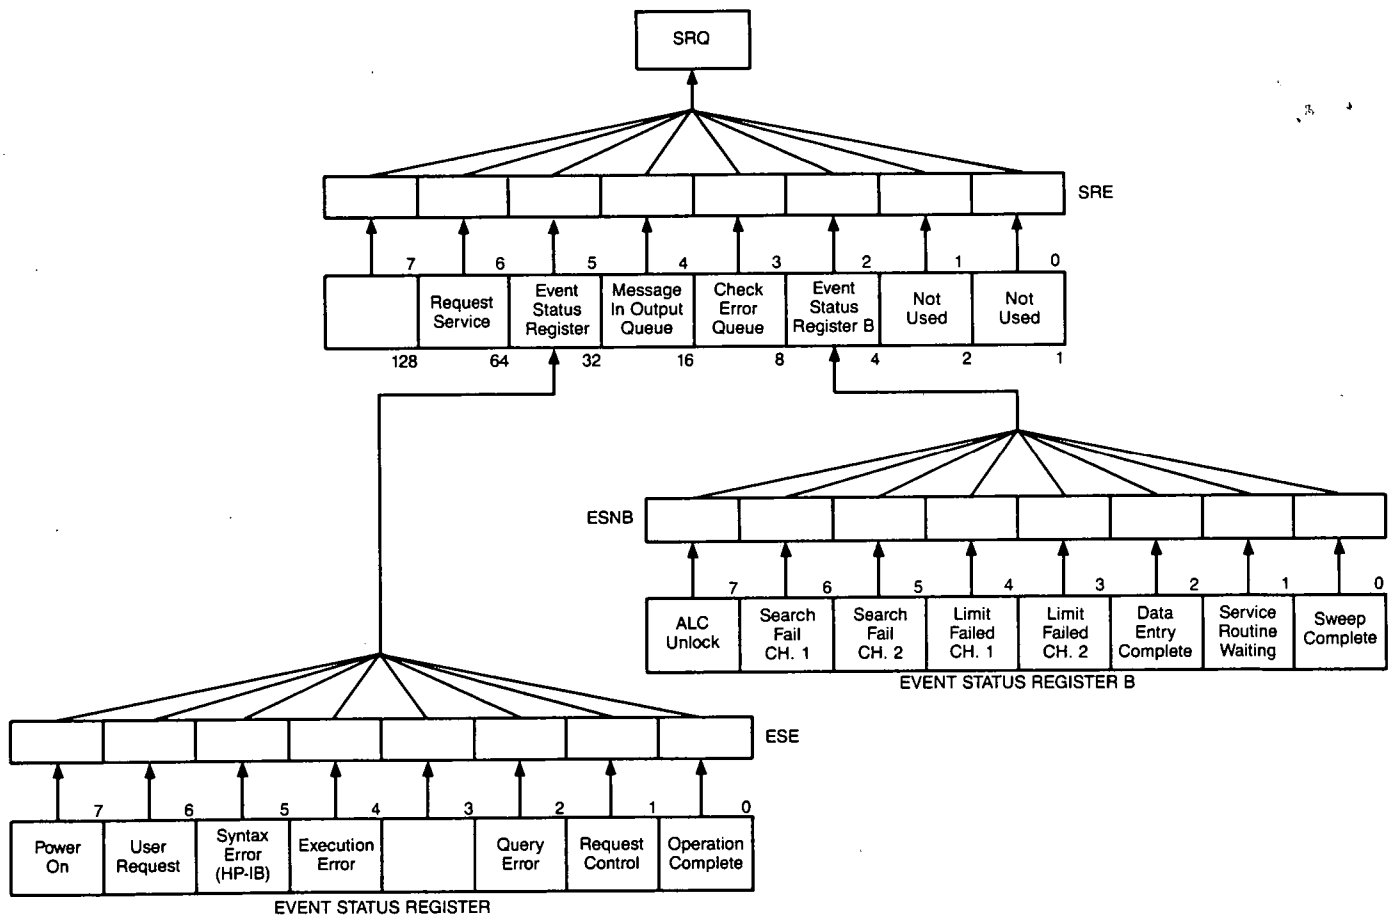 SRQ
SRE
7 6 5 4 3 2 1 0
Request
Service
Event
Status
Register
Message
In Output
Queue
Check
Error
Queue
Event
Status
Register B
Not
Used
Not
Used
128 64 32 16 8 4 2 1
ESNB
7 6 5 4 3 2 1 0
ALC
Unlock
Search
Fail
CH. 1
Search
Fail
CH. 2
Limit
Failed
CH. 1
Limit
Failed
CH. 2
Data
Entry
Complete
Service
Routine
Waiting
Sweep
Complete
EVENT STATUS REGISTER B
ESE
7 6 5 4 3 2 1 0
Power
On
User
Request
Syntax
Error
(HP-IB)
Execution
Error
Query
Error
Request
Control
Operation
Complete
EVENT STATUS REGISTER